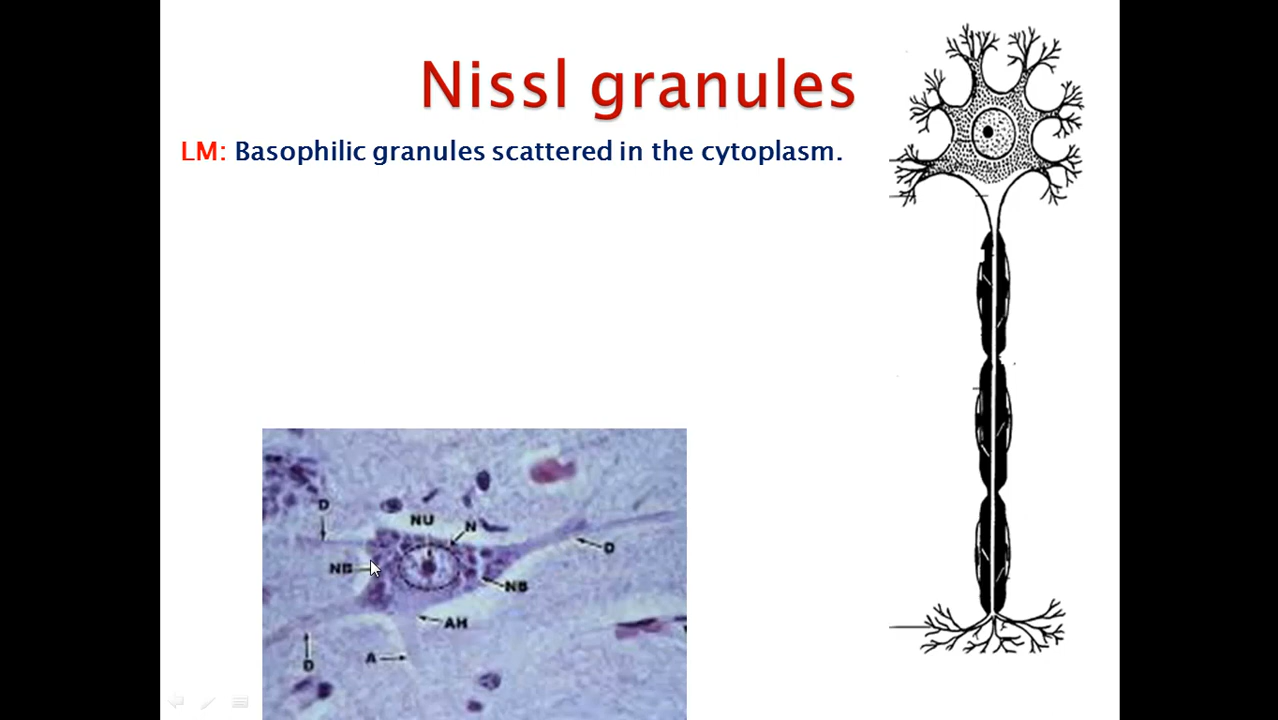 Nissl granules
LM: Basophilic granules scattered in the cytoplasm.
D
NU
N
D
NB
NB
AH
A
D